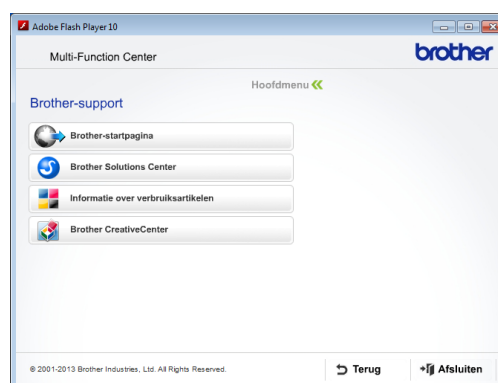 Adobe Flash Player 10
Multi-Function Center
brother
Hoofdmenu
Brother-support
Brother-startpagina
Brother Solutions Center
Informatie over verbruiksartikelen
Brother CreativeCenter
© 2001-2013 Brother Industries, Ltd. All Rights Reserved.
Terug
Afsluiten